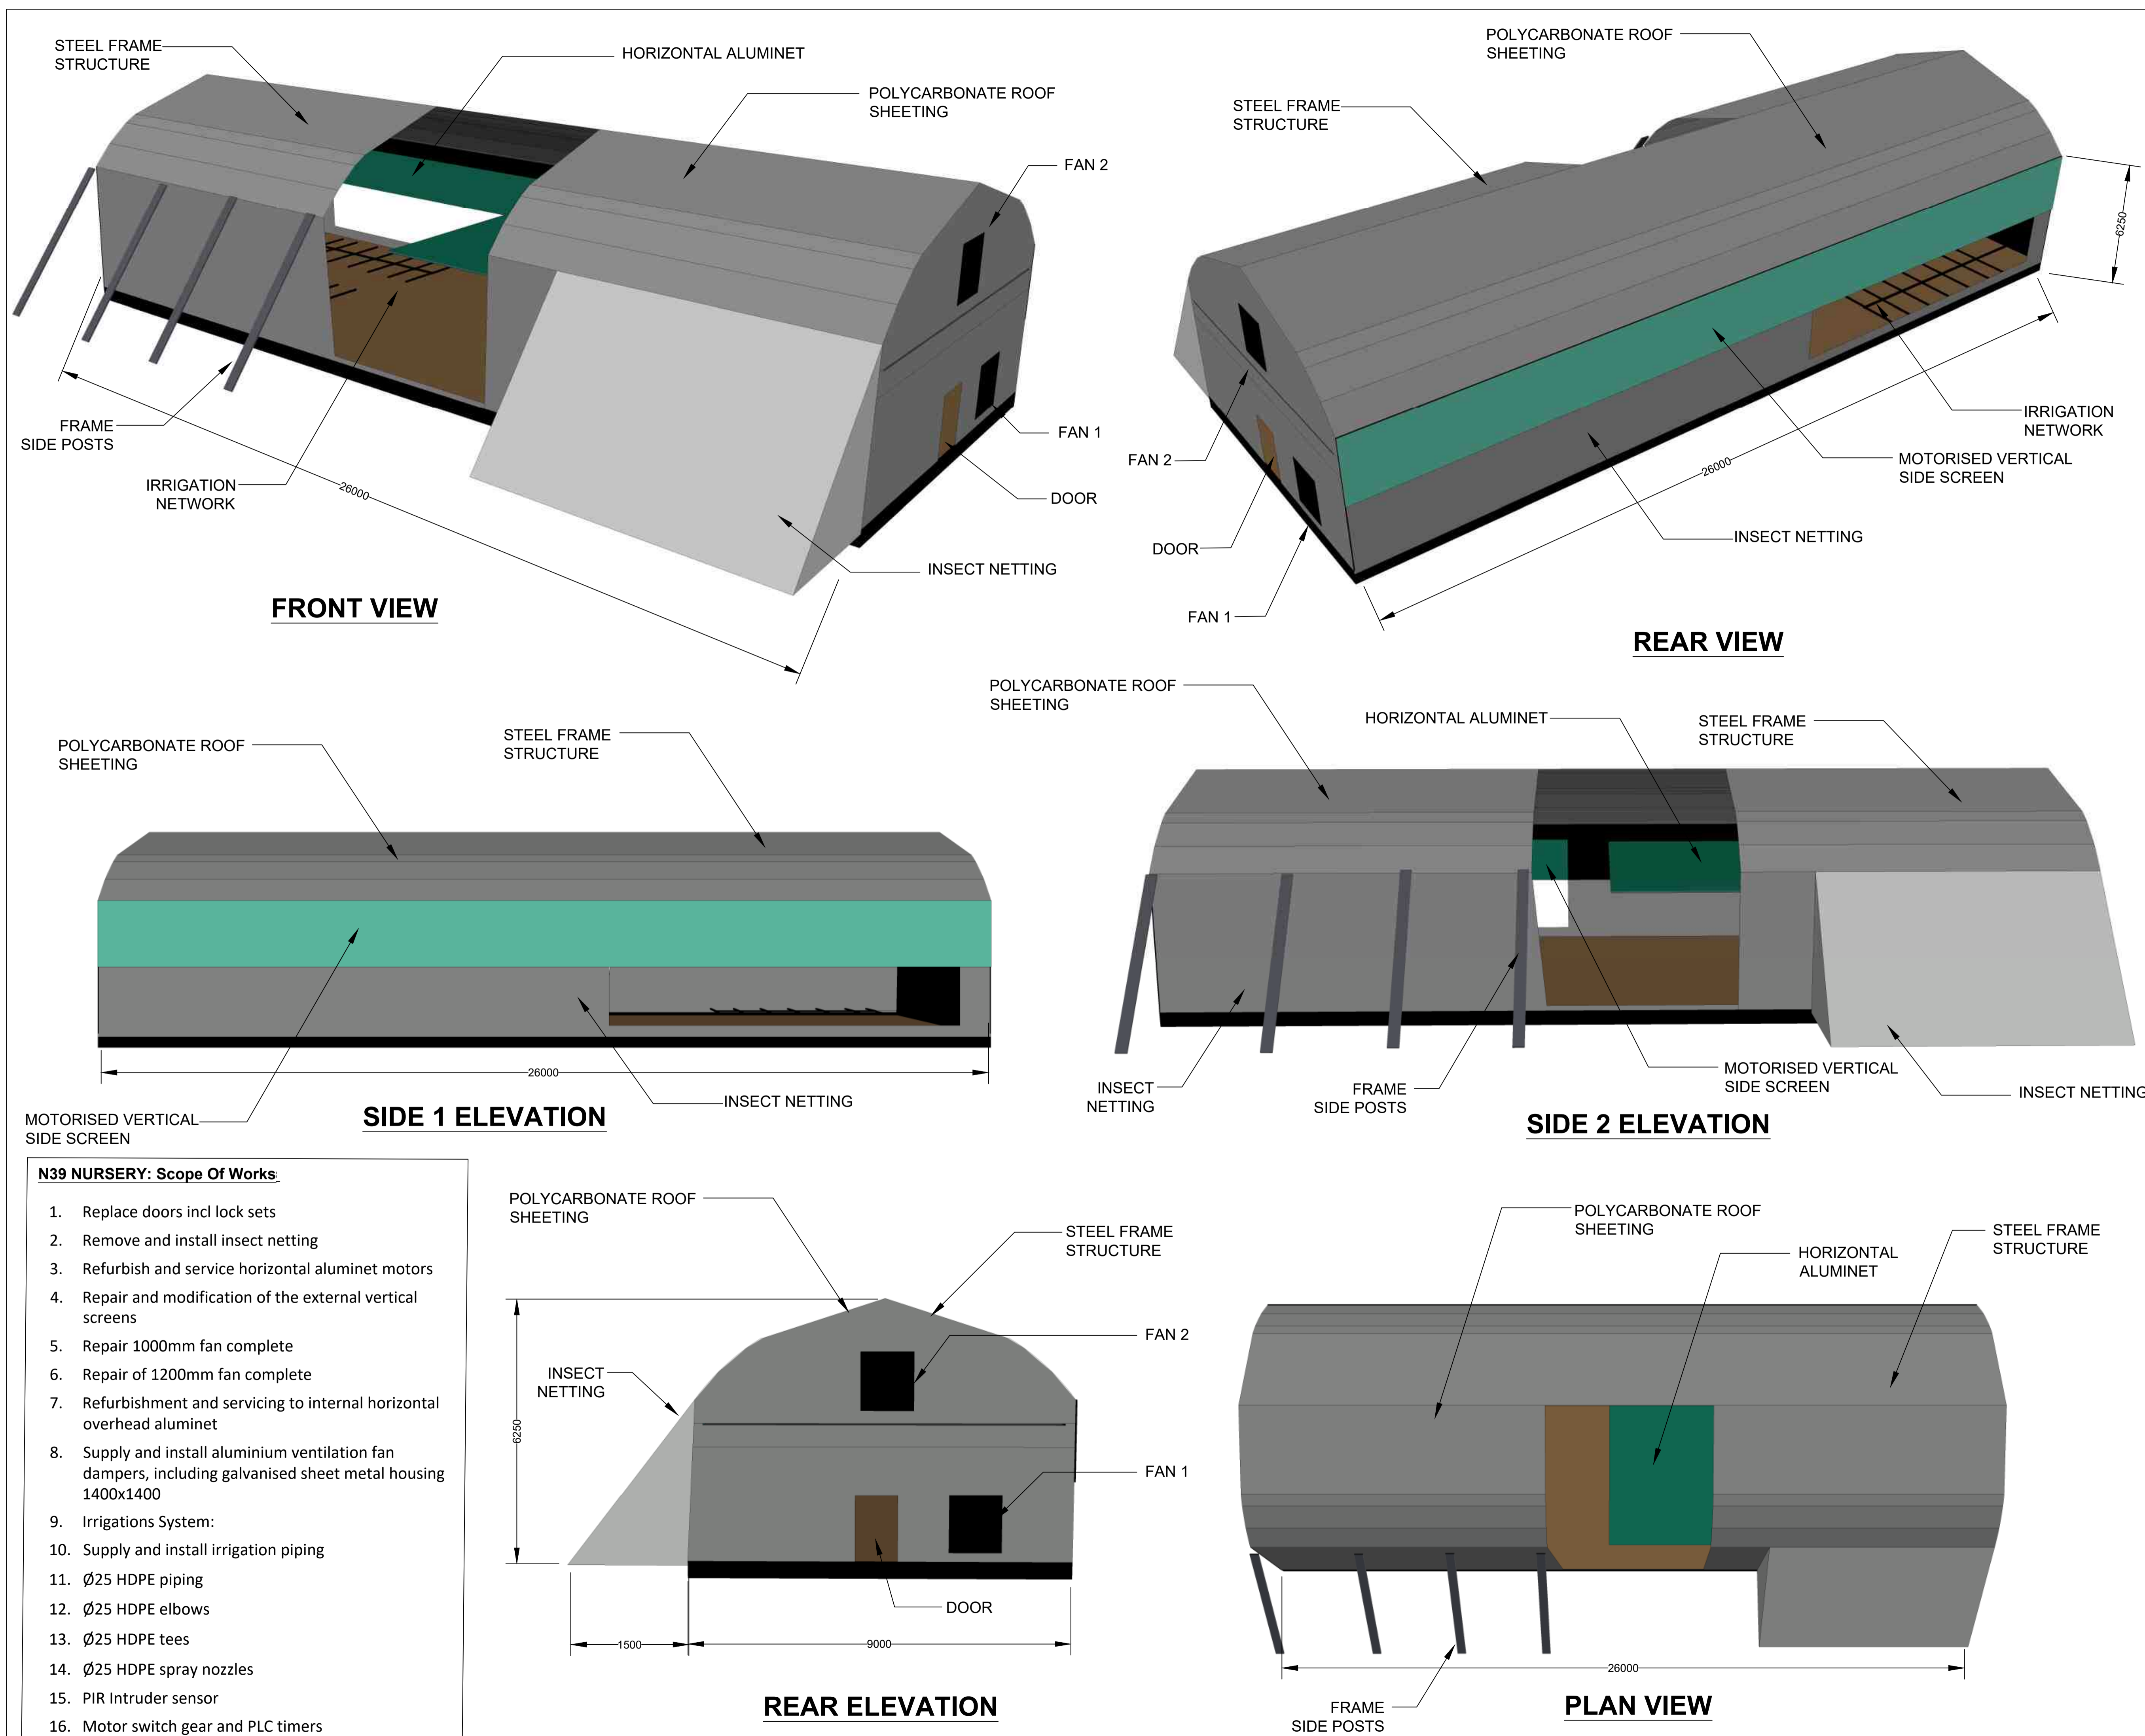 STEEL FRAME
STRUCTURE
HORIZONTAL ALUMINET
POLYCARBONATE ROOF
SHEETING
FAN 2
FRAME
SIDE POSTS
IRRIGATION
NETWORK
26000
FAN 1
DOOR
INSECT NETTING
FRONT VIEW
POLYCARBONATE ROOF
SHEETING
STEEL FRAME
STRUCTURE
6250
IRRIGATION
NETWORK
FAN 2
MOTORISED VERTICAL
SIDE SCREEN
26000
INSECT NETTING
DOOR
FAN 1
REAR VIEW
POLYCARBONATE ROOF
SHEETING
STEEL FRAME
STRUCTURE
26000
INSECT NETTING
MOTORISED VERTICAL
SIDE SCREEN
SIDE 1 ELEVATION
POLYCARBONATE ROOF
SHEETING
HORIZONTAL ALUMINET
STEEL FRAME
STRUCTURE
INSECT
NETTING
FRAME
SIDE POSTS
MOTORISED VERTICAL
SIDE SCREEN
INSECT NETTING
SIDE 2 ELEVATION
N39 NURSERY: Scope Of Works:
1. Replace doors incl lock sets
2. Remove and install insect netting
3. Refurbish and service horizontal aluminet motors
4. Repair and modification of the external vertical
screens
5. Repair 1000mm fan complete
6. Repair of 1200mm fan complete
7. Refurbishment and servicing to internal horizontal
overhead aluminet
8. Supply and install aluminium ventilation fan
dampers, including galvanised sheet metal housing
1400x1400
9. Irrigations System:
10. Supply and install irrigation piping
11. Ø25 HDPE piping
12. Ø25 HDPE elbows
13. Ø25 HDPE tees
14. Ø25 HDPE spray nozzles
15. PIR Intruder sensor
16. Motor switch gear and PLC timers
POLYCARBONATE ROOF
SHEETING
STEEL FRAME
STRUCTURE
FAN 2
INSECT
NETTING
6250
FAN 1
DOOR
1500
9000
REAR ELEVATION
POLYCARBONATE ROOF
SHEETING
STEEL FRAME
STRUCTURE
HORIZONTAL
ALUMINET
26000
FRAME
SIDE POSTS
PLAN VIEW